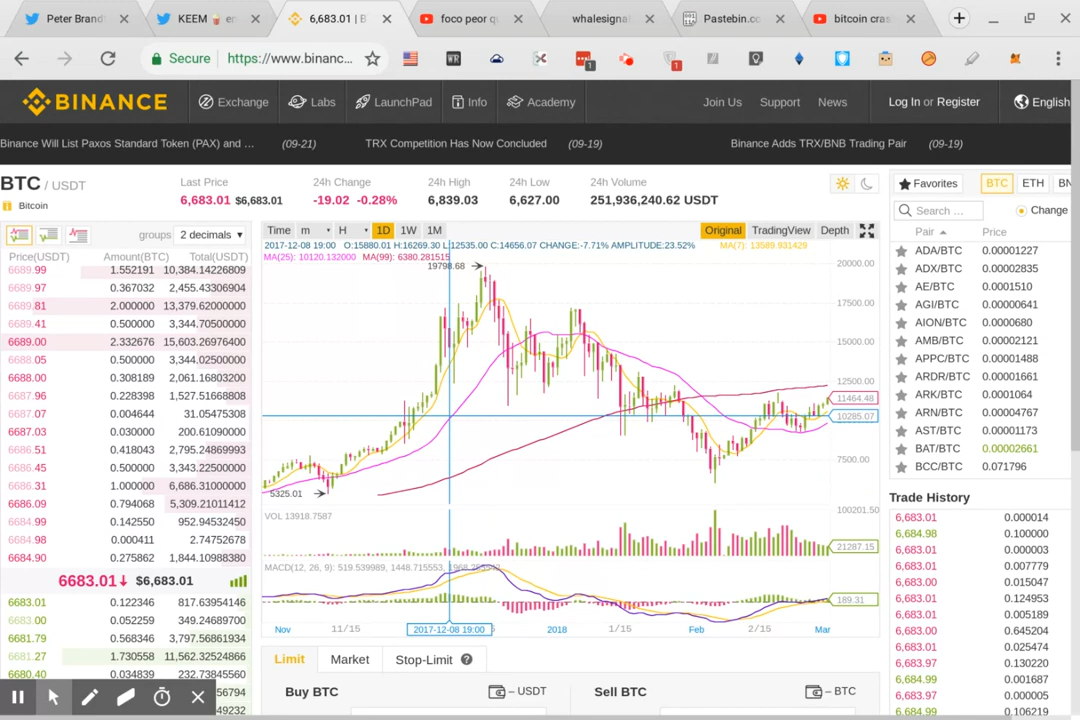 Peter Brandt
KEEM
6,683.01 | B
foco peor q
whalesignal
Pastebin.co
bitcoin cras
Secure
https://www.binanc...
WR
1
1
BINANCE
Exchange
Labs
LaunchPad
Info
Academy
Join Us
Support
News
Log In or Register
English
Binance Will List Paxos Standard Token (PAX) and ... (09-21)
TRX Competition Has Now Concluded (09-19)
Binance Adds TRX/BNB Trading Pair (09-19)
BTC / USDT
Bitcoin
Last Price
6,683.01 $6,683.01
24h Change
-19.02 -0.28%
24h High
6,839.03
24h Low
6,627.00
24h Volume
251,936,240.62 USDT
groups 2 decimals
Price(USDT) Amount(BTC) Total(USDT)
6689.99 1.552191 10,384.14226809
6689.97 0.367032 2,455.43306904
6689.81 2.000000 13,379.62000000
6689.41 0.500000 3,344.70500000
6689.00 2.332676 15,603.26976400
6688.05 0.500000 3,344.02500000
6688.00 0.308189 2,061.16803200
6687.96 0.228398 1,527.51668808
6687.07 0.004644 31.05475308
6687.03 0.030000 200.61090000
6686.51 0.418043 2,795.24869993
6686.45 0.500000 3,343.22500000
6686.31 1.000000 6,686.31000000
6686.09 0.794068 5,309.21011412
6684.99 0.142550 952.94532450
6684.98 0.000411 2.74752678
6684.90 0.275862 1,844.10988380
6683.01↓ $6,683.01
6683.01 0.122346 817.63954146
6683.00 0.052259 349.24689700
6681.79 0.568346 3,797.56861934
6681.27 1.730558 11,562.32524866
6680.40 0.034839 232.73845560
Time m H 1D 1W 1M
Original TradingView Depth
2017-12-08 19:00 O:15880.01 H:16269.30 L:12535.00 C:14656.07 CHANGE:-7.71% AMPLITUDE:23.52% MA(7): 13589.931429
MA(25): 10120.132000 MA(99): 6380.281515
19798.68
20000.00
17500.00
15000.00
12500.00
11464.48
10285.07
7500.00
5325.01
VOL 13918.7587
100201.50
21287.15
MACD(12, 26, 9): 519.539989, 1448.715553,
189.31
Nov 11/15 2017-12-08 19:00 2018 1/15 Feb 2/15 Mar
Limit Market Stop-Limit ?
Buy BTC – USDT
Sell BTC – BTC
Favorites BTC ETH BN
Search ...
Change
Pair Price
ADA/BTC 0.00001227
ADX/BTC 0.00002835
AE/BTC 0.0001510
AGI/BTC 0.00000641
AION/BTC 0.0000680
AMB/BTC 0.00002121
APPC/BTC 0.00001488
ARDR/BTC 0.00001661
ARK/BTC 0.0001064
ARN/BTC 0.00004767
AST/BTC 0.00001173
BAT/BTC 0.00002661
BCC/BTC 0.071796
Trade History
6,683.01 0.000014
6,684.98 0.100000
6,683.01 0.000003
6,683.01 0.007779
6,683.00 0.015047
6,683.01 0.124953
6,683.01 0.005189
6,683.00 0.645204
6,683.01 0.025474
6,683.97 0.130220
6,684.99 0.001687
6,683.97 0.000005
6,684.99 0.106219